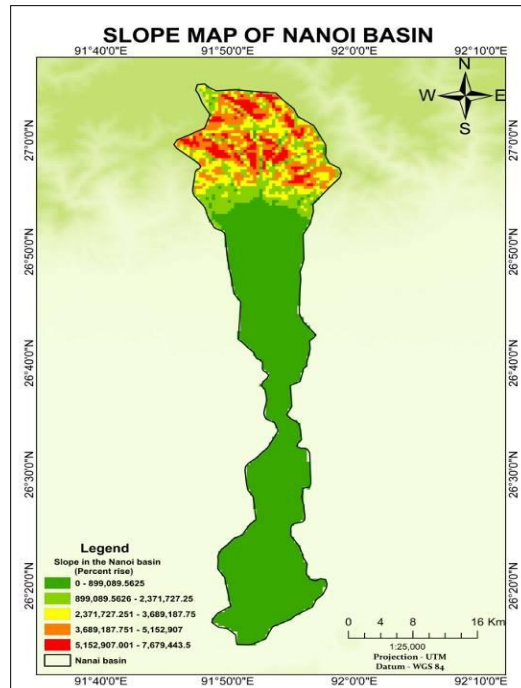 SLOPE MAP OF NANOI BASIN
91°40'0"E 91°50'0"E 92°0'0"E 92°10'0"E
N
W E
S
27°0'0"N 27°0'0"N
26°50'0"N 26°50'0"N
26°40'0"N 26°40'0"N
26°30'0"N 26°30'0"N
26°20'0"N 26°20'0"N
Legend
Slope in the Nanoi basin
(Percent rise)
0 - 899,089.5625
899,089.5626 - 2,371,727.25
2,371,727.251 - 3,689,187.75
3,689,187.751 - 5,152,907
5,152,907.001 - 7,679,443.5
Nanai basin
0 4 8 16 Km
1:25,000
Projection - UTM
Datum - WGS 84
91°40'0"E 91°50'0"E 92°0'0"E 92°10'0"E